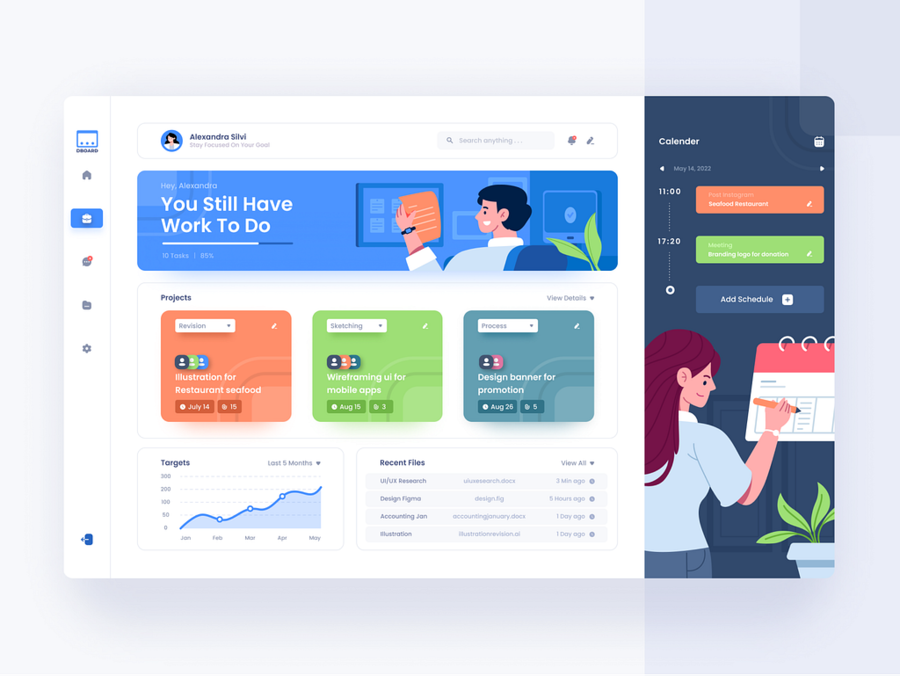 DBOARD
Alexandra Silvi
Stay Focused On Your Goal
Search anything . . .
Hey, Alexandra
You Still Have
Work To Do
10 Tasks | 85%
Projects
View Details
Revision
Illustration for
Restaurant seafood
July 14
15
Sketching
Wireframing ui for
mobile apps
Aug 15
3
Process
Design banner for
promotion
Aug 26
5
Targets
Last 5 Months
300
200
100
50
0
Jan
Feb
Mar
Apr
May
Recent Files
View All
UI/UX Research
uiuxresearch.docx
3 Min ago
Design Figma
design.fig
5 Hours ago
Accounting Jan
accountingjanuary.docx
1 Day ago
Illustration
illustrationrevision.ai
1 Day ago
Calender
May 14, 2022
11:00
Post Instagram
Seafood Restaurant
17:20
Meeting
Branding logo for donation
Add Schedule